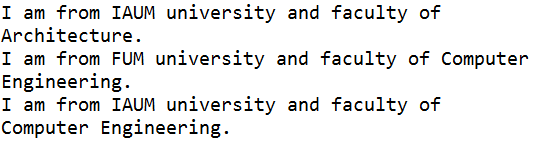 I am from IAUM university and faculty of
Architecture.
I am from FUM university and faculty of Computer
Engineering.
I am from IAUM university and faculty of
Computer Engineering.